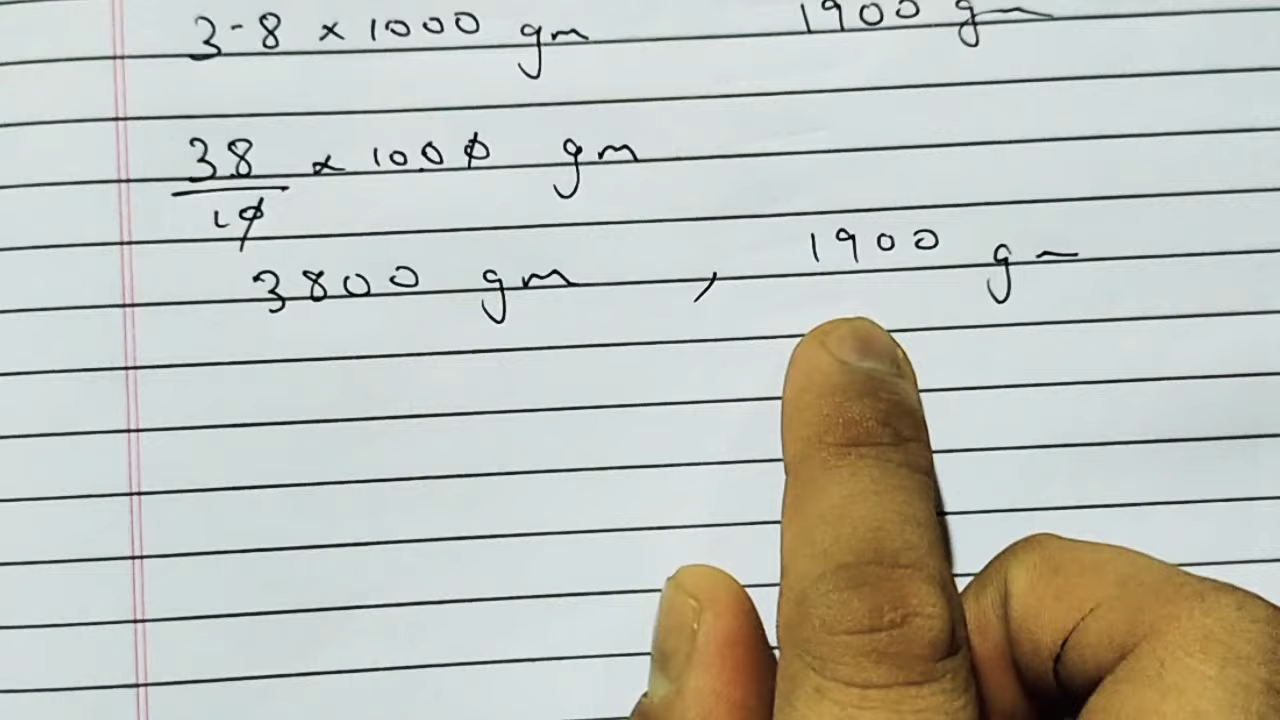 3.8 × 1000 gm 1900 gm
38/10 × 1000 gm
3800 gm , 1900 gm